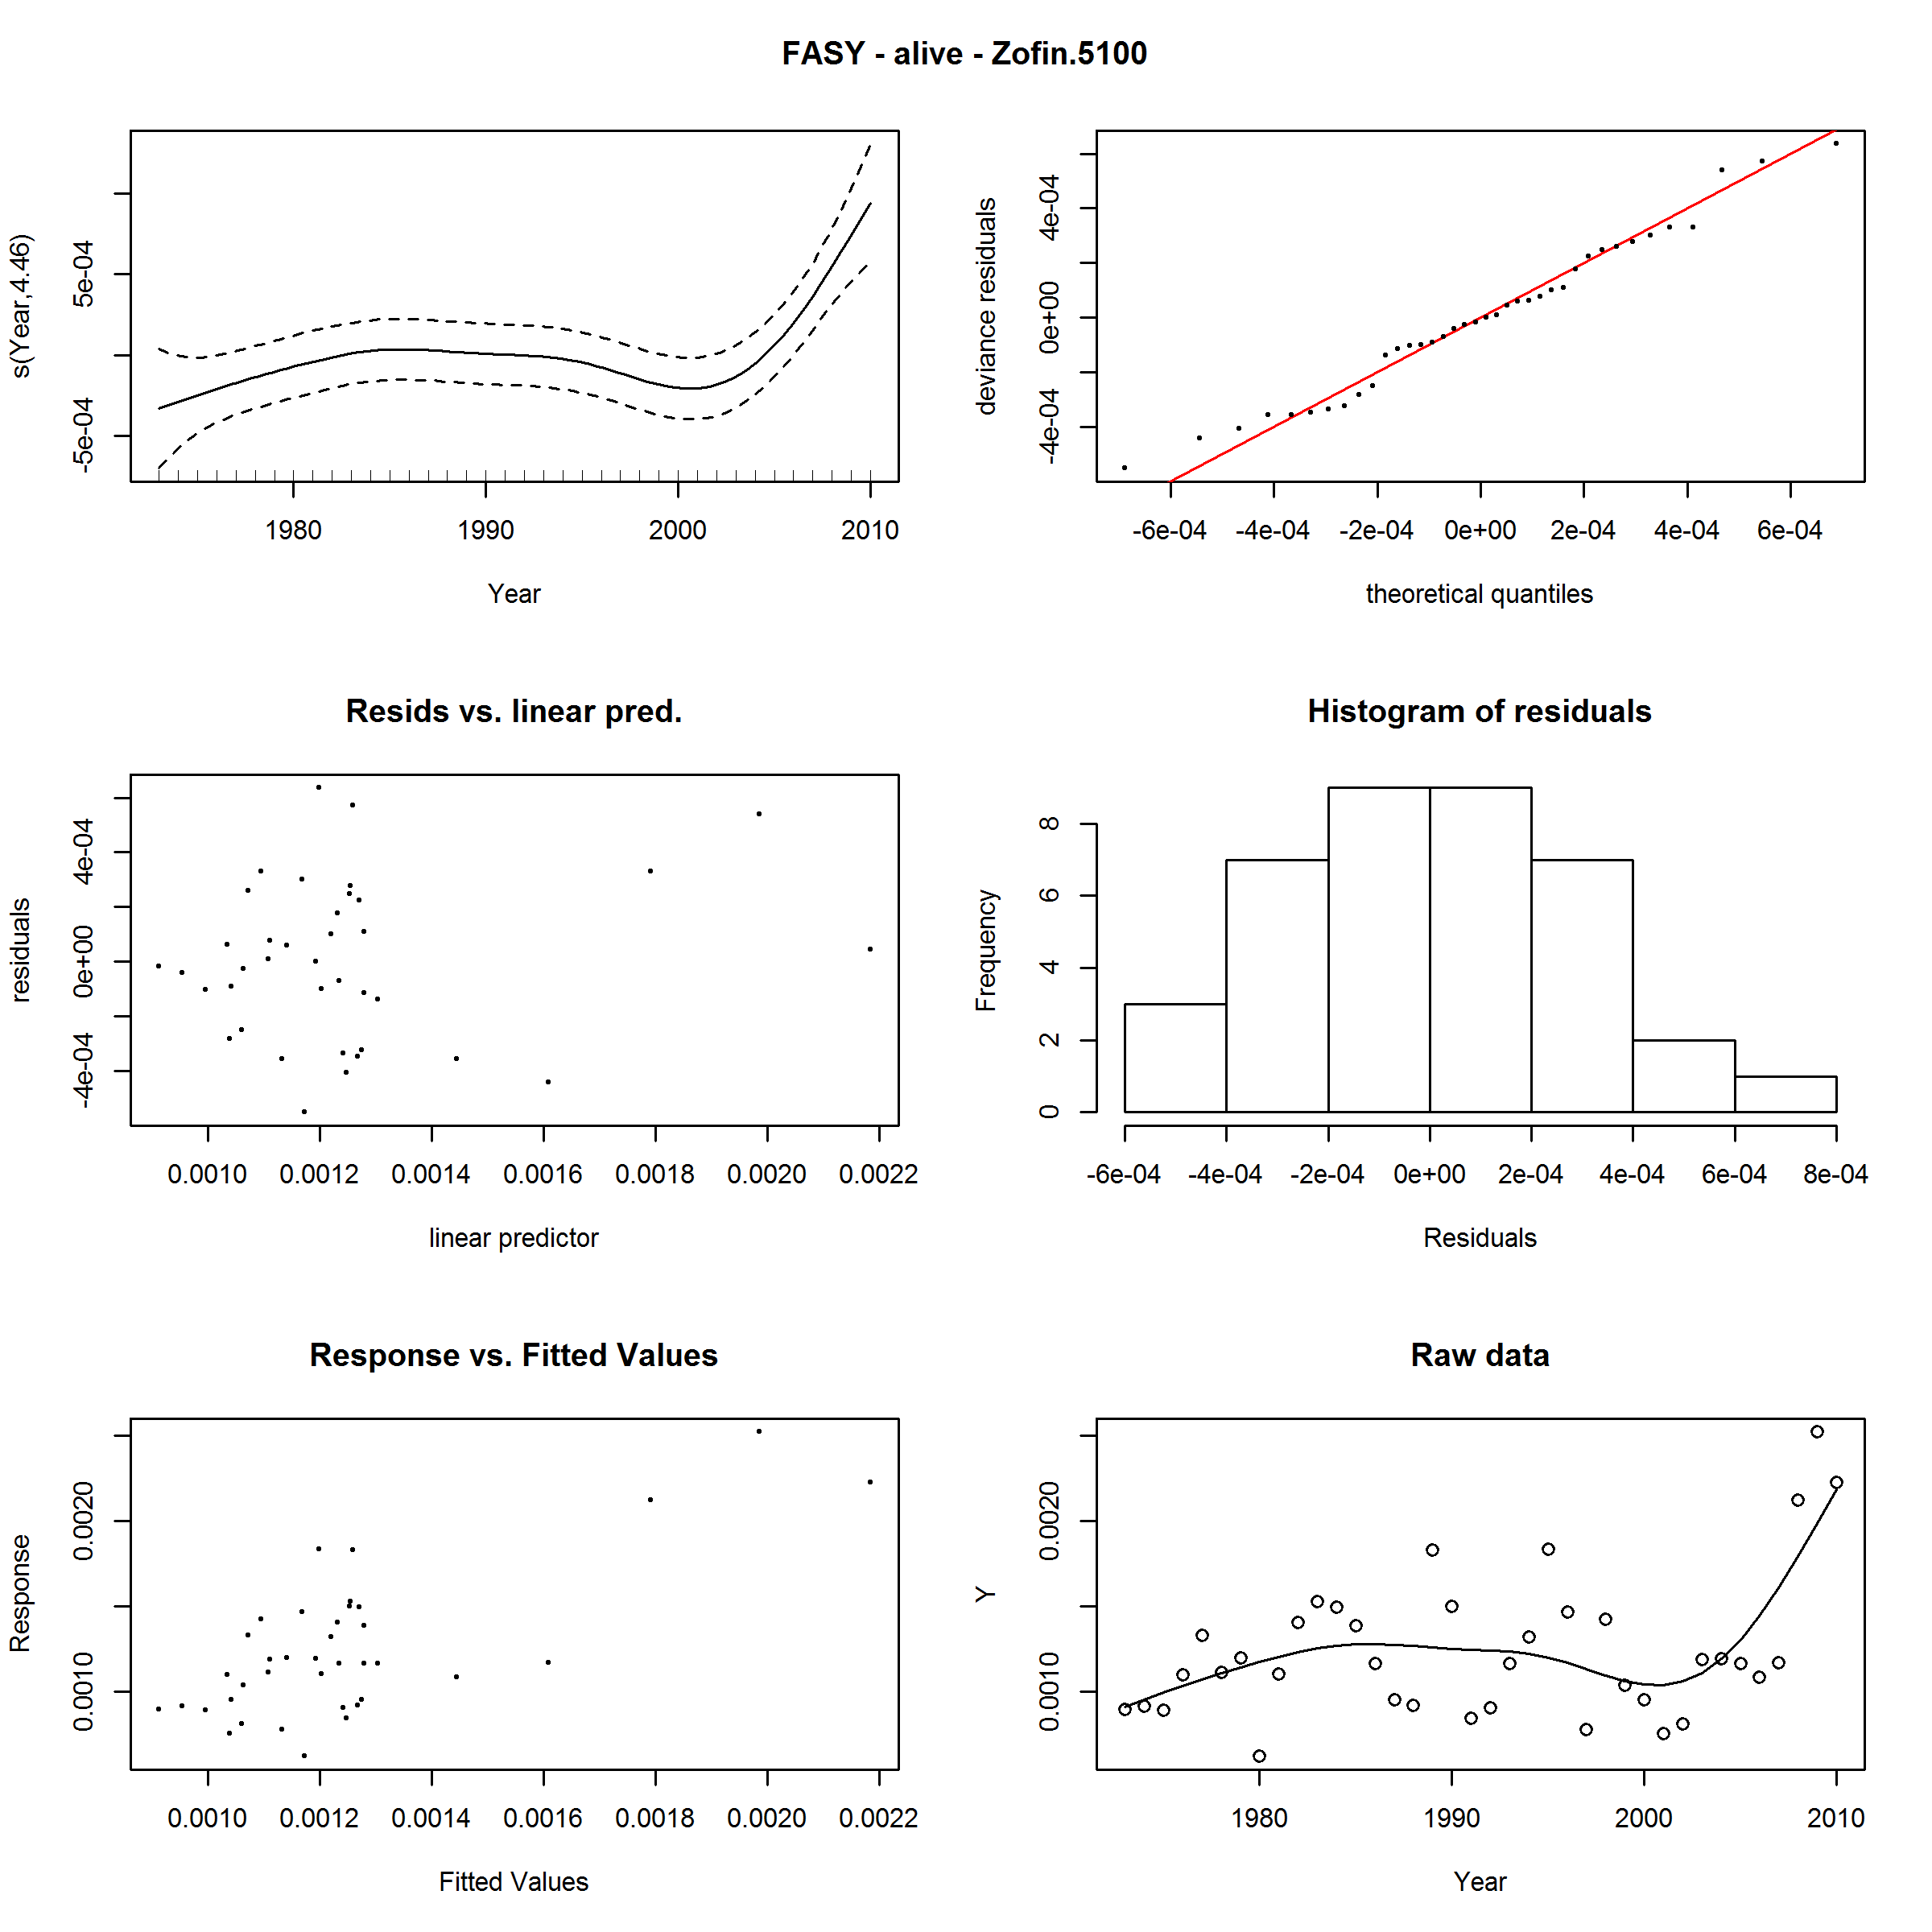 FASY - alive - Zofin.5100
s(Year,4.46)
-5e-04 5e-04
1980 1990 2000 2010
Year
deviance residuals
-4e-04 0e+00 4e-04
-6e-04 -4e-04 -2e-04 0e+00 2e-04 4e-04 6e-04
theoretical quantiles
Resids vs. linear pred.
residuals
-4e-04 0e+00 4e-04
0.0010 0.0012 0.0014 0.0016 0.0018 0.0020 0.0022
linear predictor
Histogram of residuals
Frequency
0 2 4 6 8
-6e-04 -4e-04 -2e-04 0e+00 2e-04 4e-04 6e-04 8e-04
Residuals
Response vs. Fitted Values
Response
0.0010 0.0020
0.0010 0.0012 0.0014 0.0016 0.0018 0.0020 0.0022
Fitted Values
Raw data
Y
0.0010 0.0020
1980 1990 2000 2010
Year